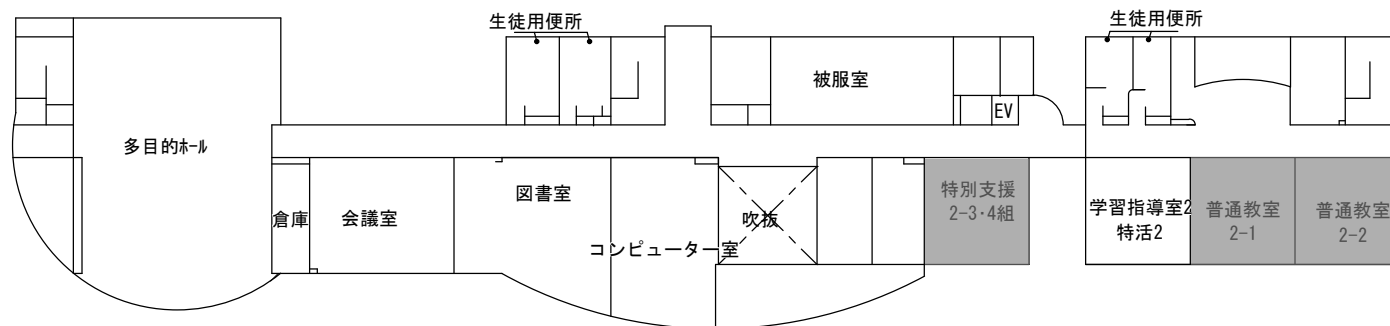 生徒用便所
生徒用便所
被服室
EV
多目的ホール
特別支援
2-3・4組
図書室
倉庫
会議室
吹抜
学習指導室2
特活2
普通教室
2-1
普通教室
2-2
コンピューター室